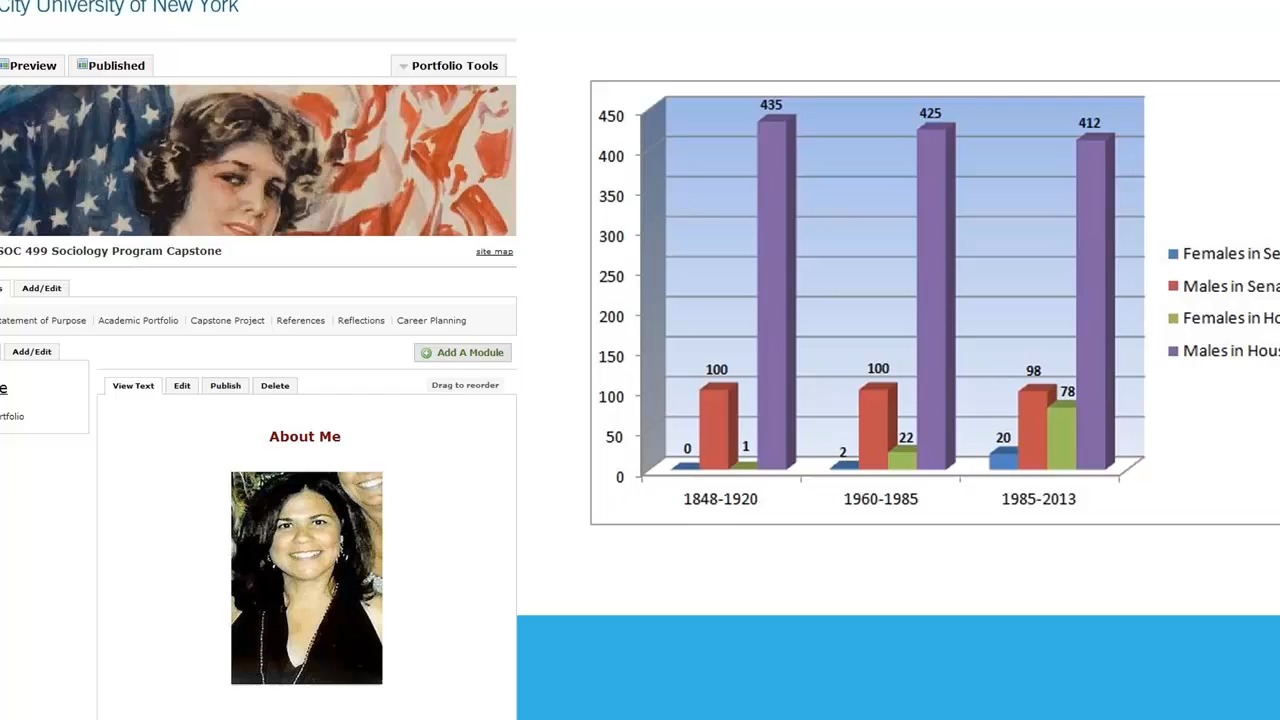 City University of New York
Preview
Published
Portfolio Tools
SOC 499 Sociology Program Capstone
site map
Add/Edit
Academic Portfolio
Capstone Project
References
Reflections
Career Planning
of Purpose
Add/Edit
Add A Module
View Text
Edit
Publish
Delete
Drag to reorder
About Me
450
400
350
300
250
200
150
100
50
0
0
100
1
435
2
100
22
425
20
98
78
412
1848-1920
1960-1985
1985-2013
Females in Se
Males in Sena
Females in Ho
Males in Hous